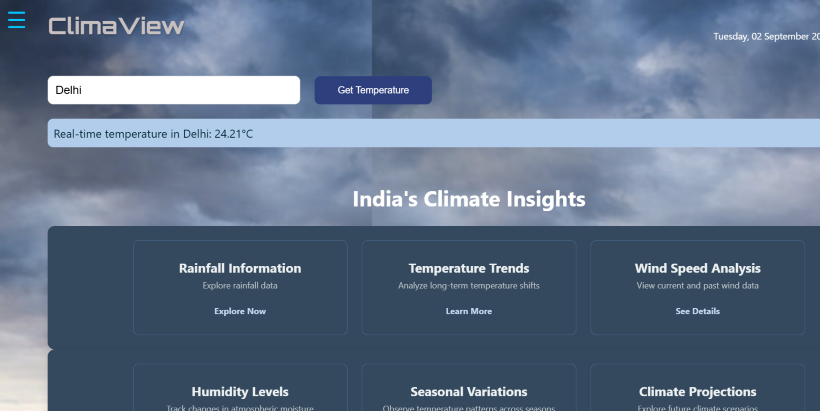 ClimaView
Tuesday, 02 September 20
Delhi
Get Temperature
Real-time temperature in Delhi: 24.21°C
India's Climate Insights
Rainfall Information
Explore rainfall data
Explore Now
Temperature Trends
Analyze long-term temperature shifts
Learn More
Wind Speed Analysis
View current and past wind data
See Details
Humidity Levels
Track changes in atmospheric moisture
Seasonal Variations
Observe temperature patterns across seasons
Climate Projections
Explore future climate scenarios